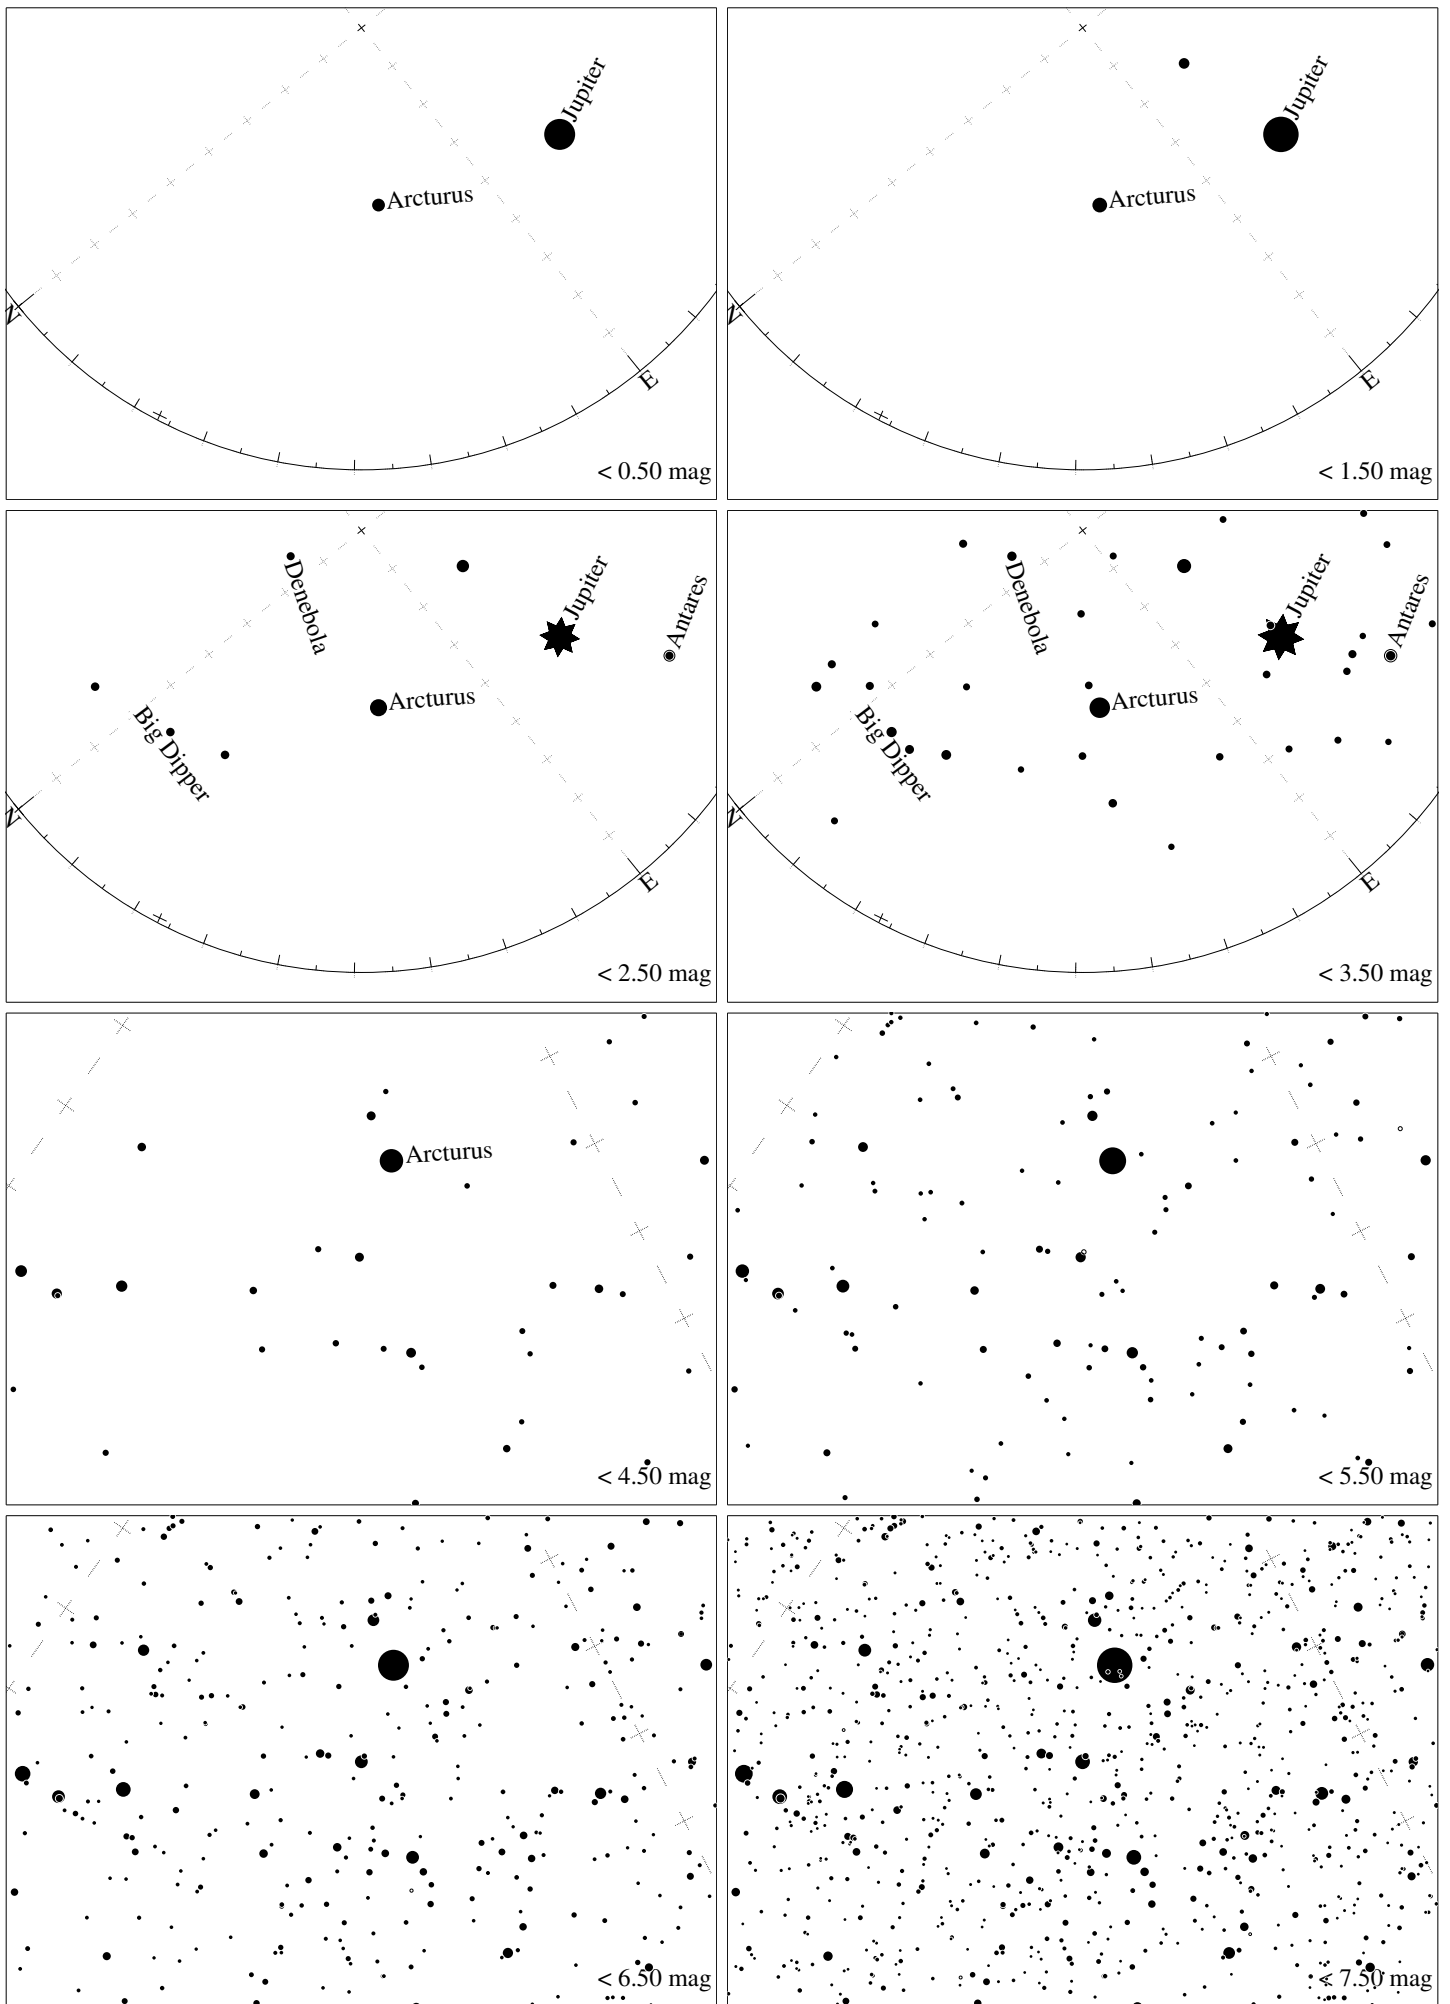 Jupiter
Arcturus
N
E
< 0.50 mag
Jupiter
Arcturus
N
E
< 1.50 mag
Denebola
Jupiter
Antares
Arcturus
Big Dipper
N
E
< 2.50 mag
Denebola
Jupiter
Antares
Arcturus
Big Dipper
N
E
< 3.50 mag
Arcturus
< 4.50 mag
< 5.50 mag
< 6.50 mag
< 7.50 mag